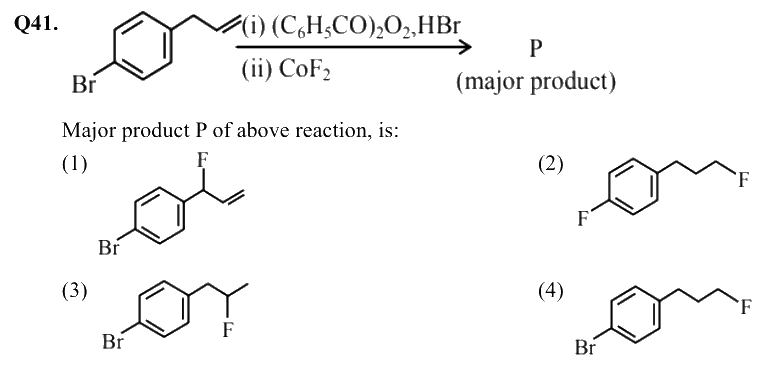 Q41.
(i) (C₆H₅CO)₂O₂,HBr
(ii) CoF₂
P
(major product)
Br
Major product P of above reaction, is:
(1)
F
Br
(2)
F
F
(3)
F
Br
(4)
F
Br